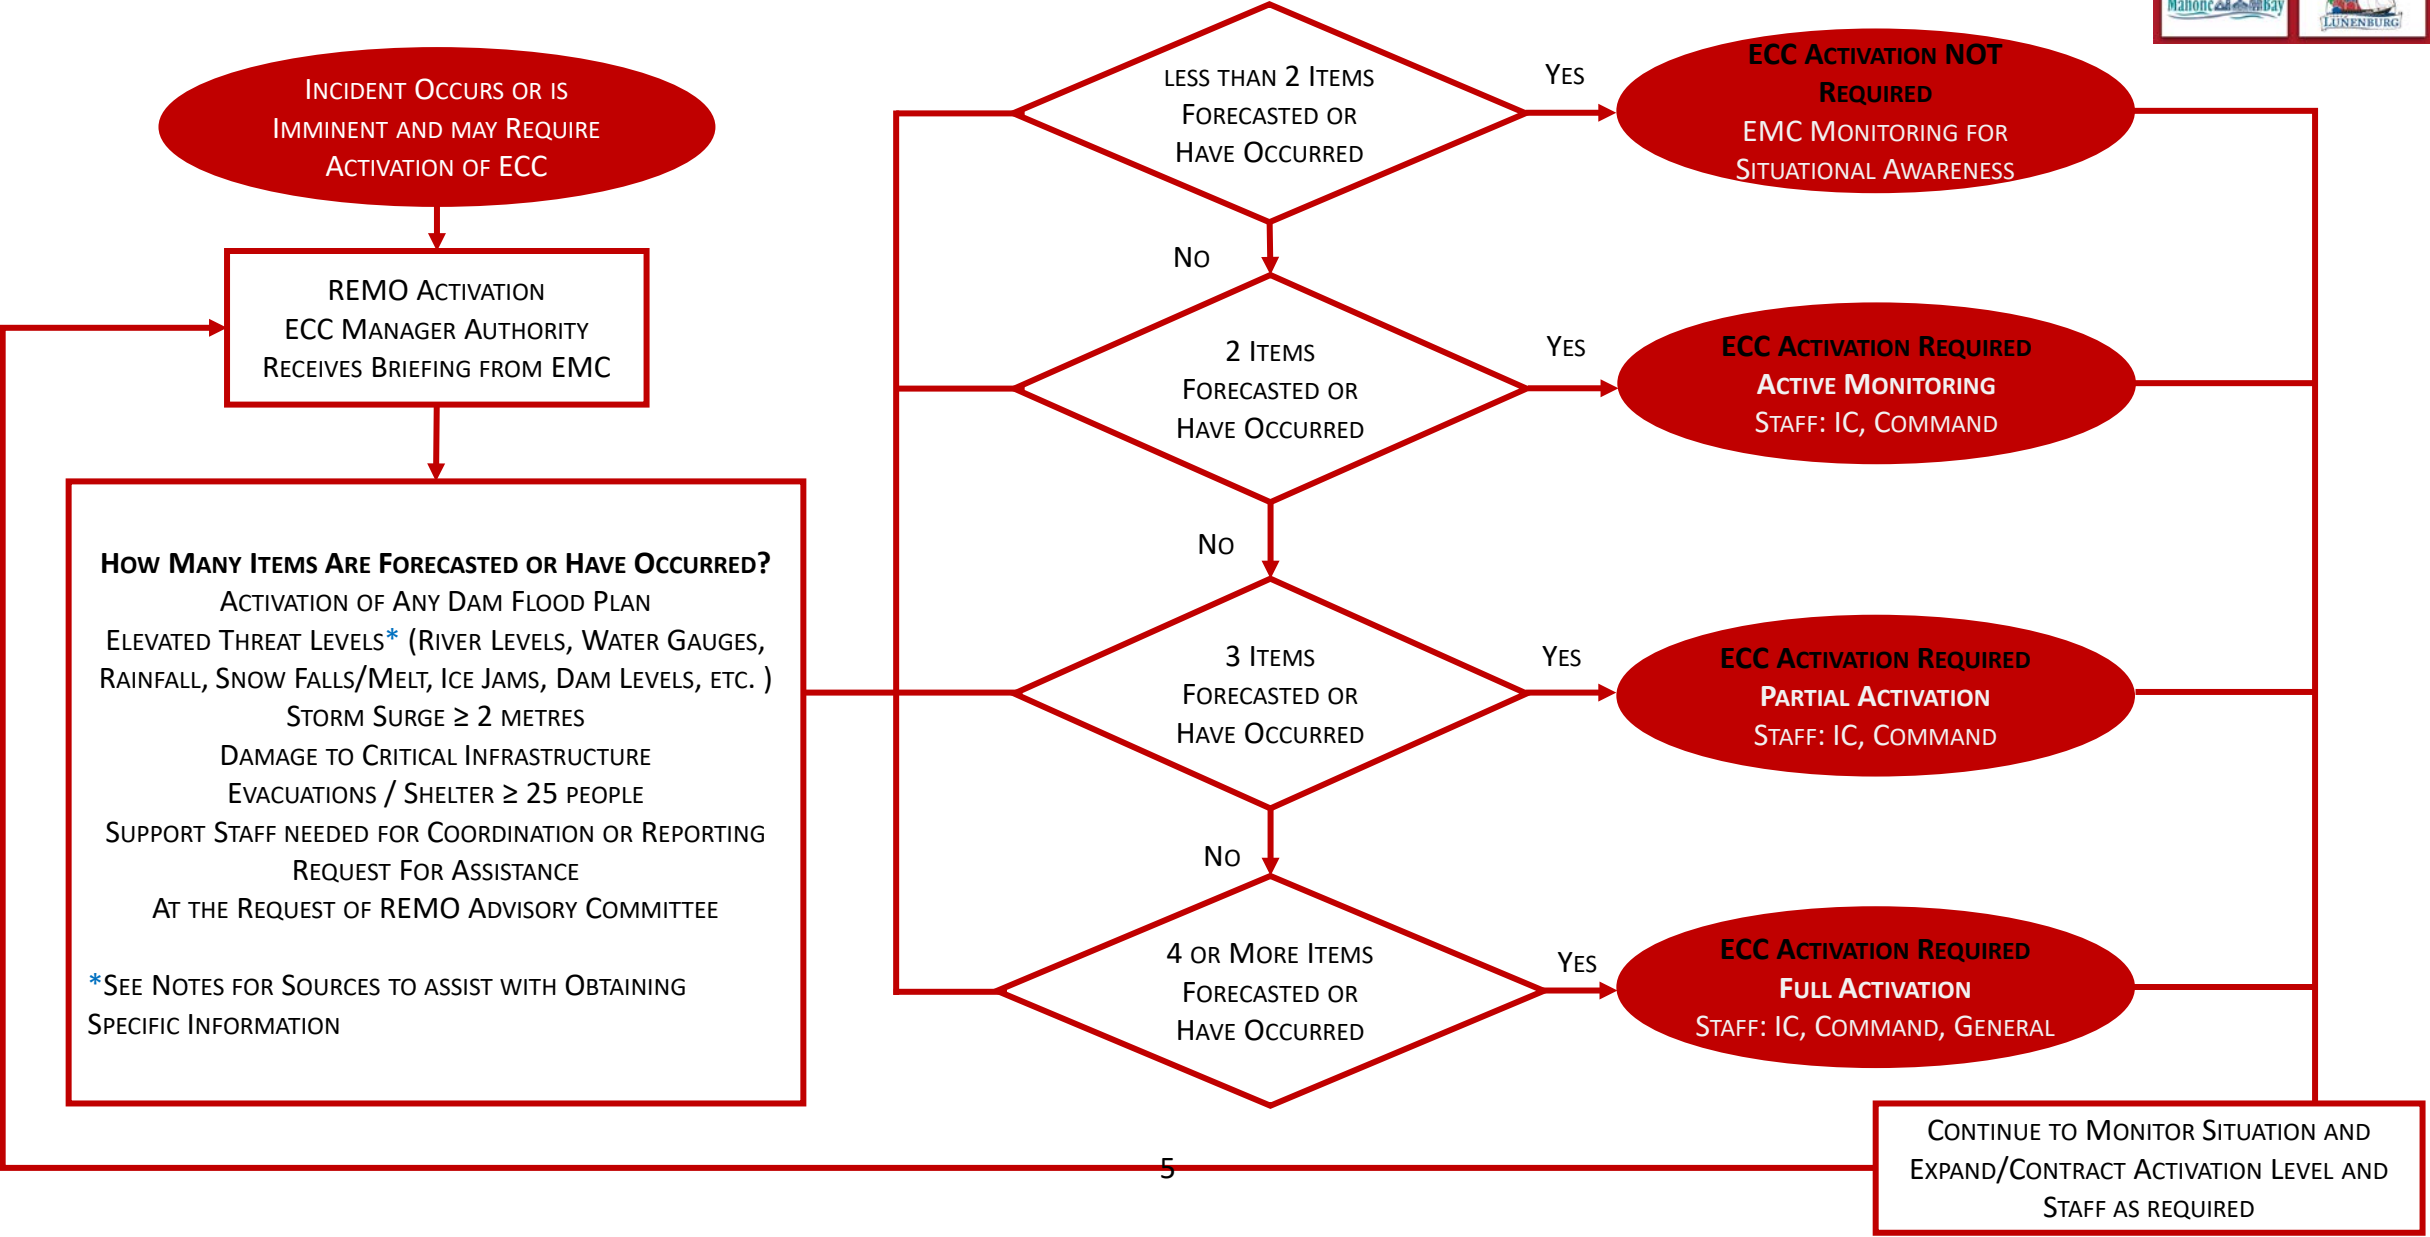 Mahone Bay
LUNENBURG
INCIDENT OCCURS OR IS
IMMINENT AND MAY REQUIRE
ACTIVATION OF ECC
REMO ACTIVATION
ECC MANAGER AUTHORITY
RECEIVES BRIEFING FROM EMC
HOW MANY ITEMS ARE FORECASTED OR HAVE OCCURRED?
ACTIVATION OF ANY DAM FLOOD PLAN
ELEVATED THREAT LEVELS* (RIVER LEVELS, WATER GAUGES,
RAINFALL, SNOW FALLS/MELT, ICE JAMS, DAM LEVELS, ETC. )
STORM SURGE ≥ 2 METRES
DAMAGE TO CRITICAL INFRASTRUCTURE
EVACUATIONS / SHELTER ≥ 25 PEOPLE
SUPPORT STAFF NEEDED FOR COORDINATION OR REPORTING
REQUEST FOR ASSISTANCE
AT THE REQUEST OF REMO ADVISORY COMMITTEE
*SEE NOTES FOR SOURCES TO ASSIST WITH OBTAINING
SPECIFIC INFORMATION
LESS THAN 2 ITEMS
FORECASTED OR
HAVE OCCURRED
YES
ECC ACTIVATION NOT
REQUIRED
EMC MONITORING FOR
SITUATIONAL AWARENESS
NO
2 ITEMS
FORECASTED OR
HAVE OCCURRED
YES
ECC ACTIVATION REQUIRED
ACTIVE MONITORING
STAFF: IC, COMMAND
NO
3 ITEMS
FORECASTED OR
HAVE OCCURRED
YES
ECC ACTIVATION REQUIRED
PARTIAL ACTIVATION
STAFF: IC, COMMAND
NO
4 OR MORE ITEMS
FORECASTED OR
HAVE OCCURRED
YES
ECC ACTIVATION REQUIRED
FULL ACTIVATION
STAFF: IC, COMMAND, GENERAL
CONTINUE TO MONITOR SITUATION AND
EXPAND/CONTRACT ACTIVATION LEVEL AND
STAFF AS REQUIRED
5